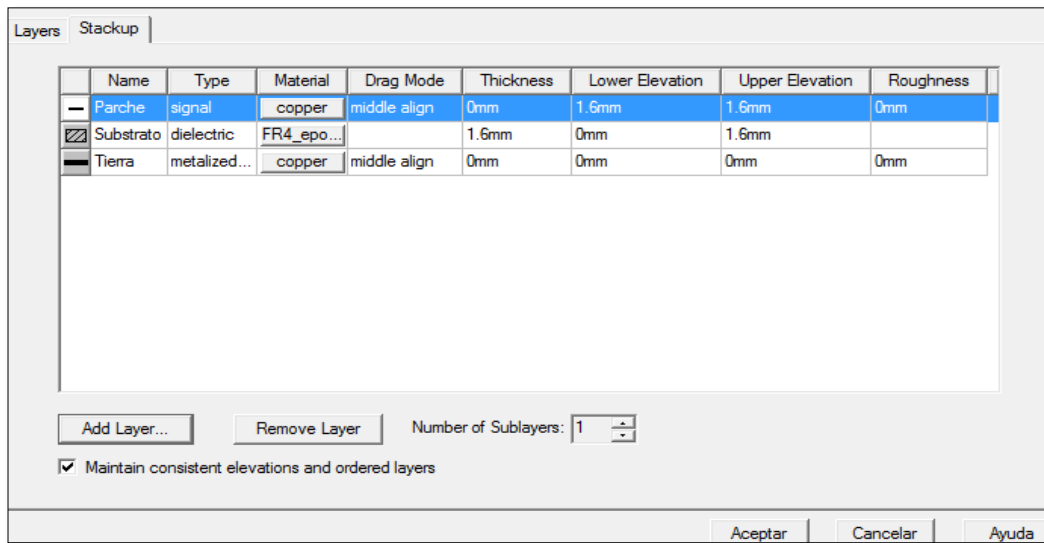 Layers Stackup
Name Type Material Drag Mode Thickness Lower Elevation Upper Elevation Roughness
Parche signal copper middle align 0mm 1.6mm 1.6mm 0mm
Substrato dielectric FR4_epo... 1.6mm 0mm 1.6mm
Tierra metalized... copper middle align 0mm 0mm 0mm 0mm
Add Layer... Remove Layer Number of Sublayers: 1
Maintain consistent elevations and ordered layers
Aceptar Cancelar Ayuda